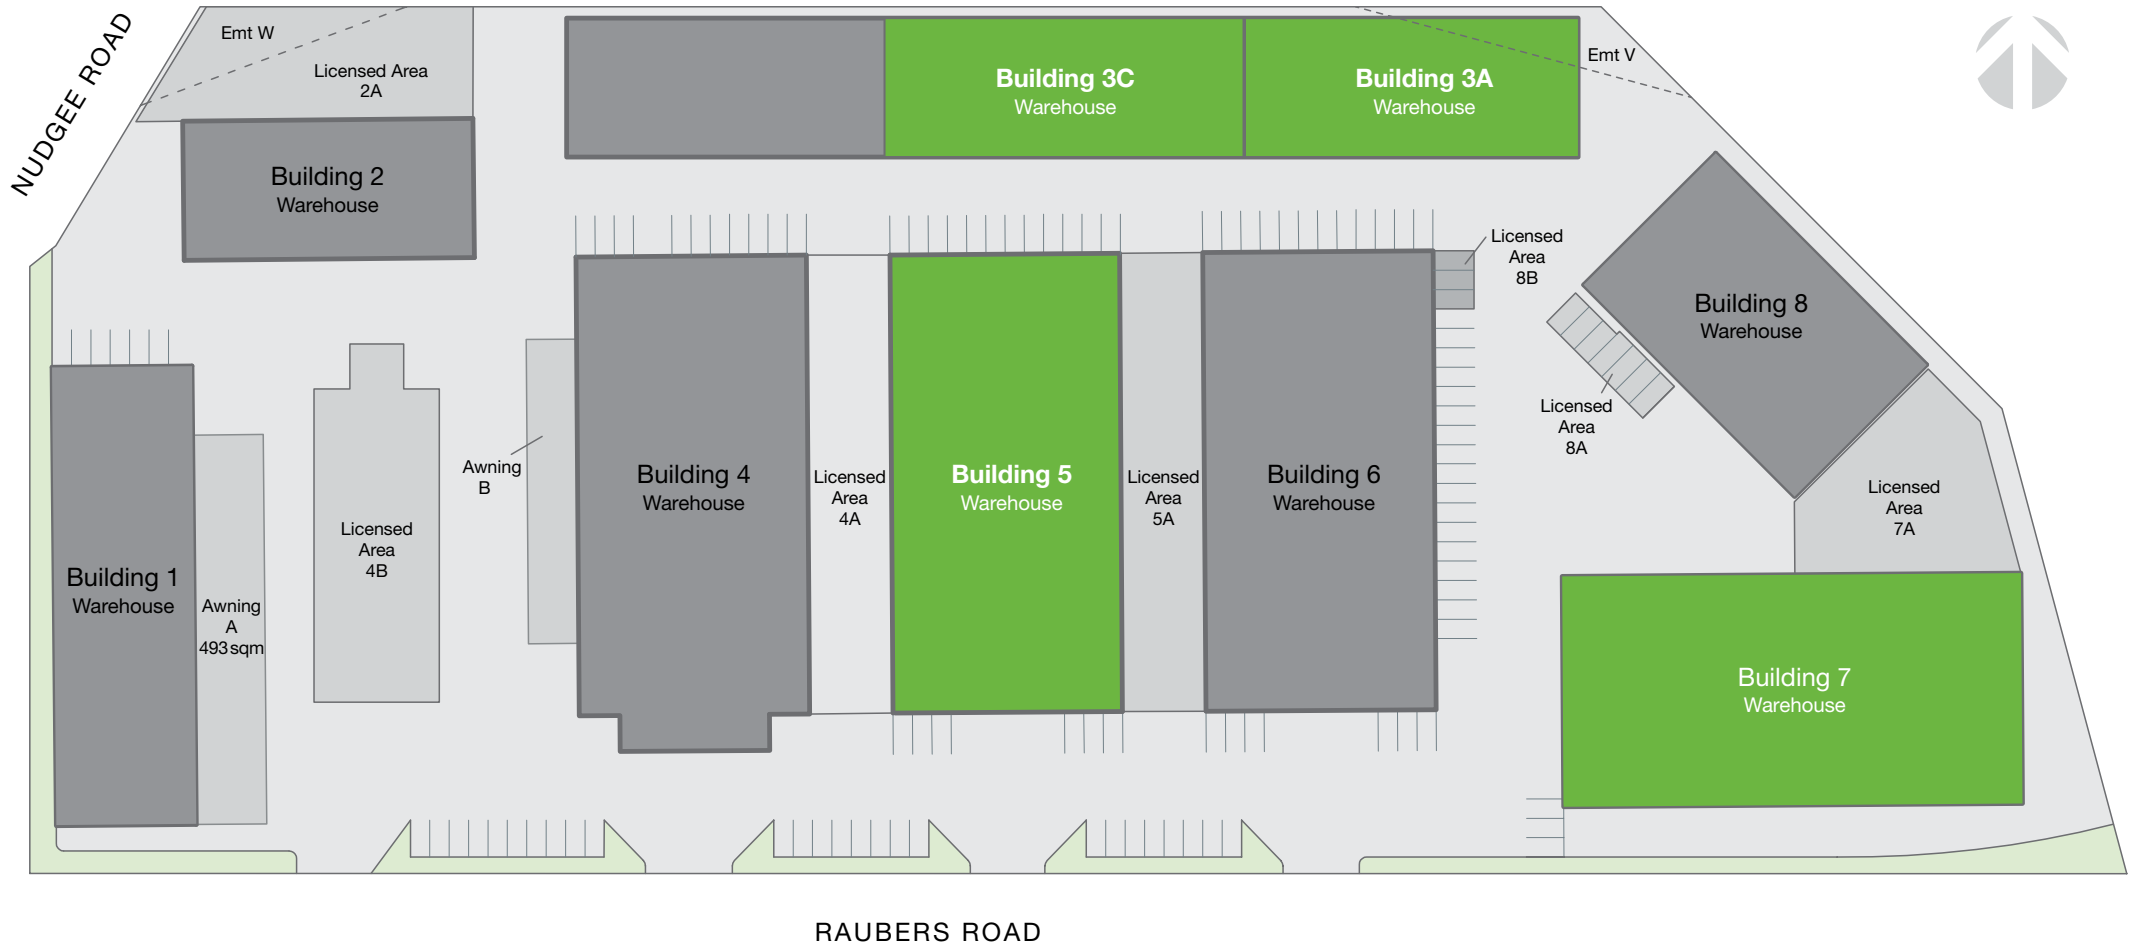 NUDGEE ROAD
Emt W
Licensed Area
2A
Building 2
Warehouse
Building 3C
Warehouse
Building 3A
Warehouse
Emt V
Licensed
Area
8B
Building 8
Warehouse
Licensed
Area
8A
Licensed
Area
7A
Building 1
Warehouse
Awning
A
493 sqm
Licensed
Area
4B
Awning
B
Building 4
Warehouse
Licensed
Area
4A
Building 5
Warehouse
Licensed
Area
5A
Building 6
Warehouse
Building 7
Warehouse
RAUBERS ROAD